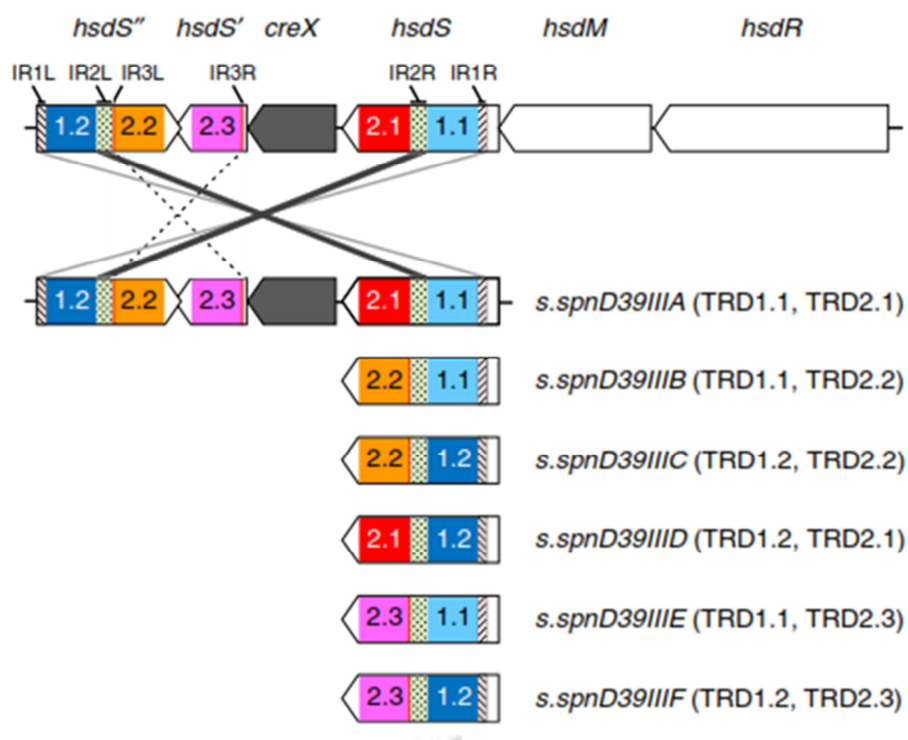 hsdS″ hsdS′ creX hsdS hsdM hsdR
IR1L IR2L IR3L IR3R IR2R IR1R
1.2 2.2 2.3 2.1 1.1
1.2 2.2 2.3 2.1 1.1 s.spnD39IIIA (TRD1.1, TRD2.1)
2.2 1.1 s.spnD39IIIB (TRD1.1, TRD2.2)
2.2 1.2 s.spnD39IIIC (TRD1.2, TRD2.2)
2.1 1.2 s.spnD39IIID (TRD1.2, TRD2.1)
2.3 1.1 s.spnD39IIIE (TRD1.1, TRD2.3)
2.3 1.2 s.spnD39IIIF (TRD1.2, TRD2.3)